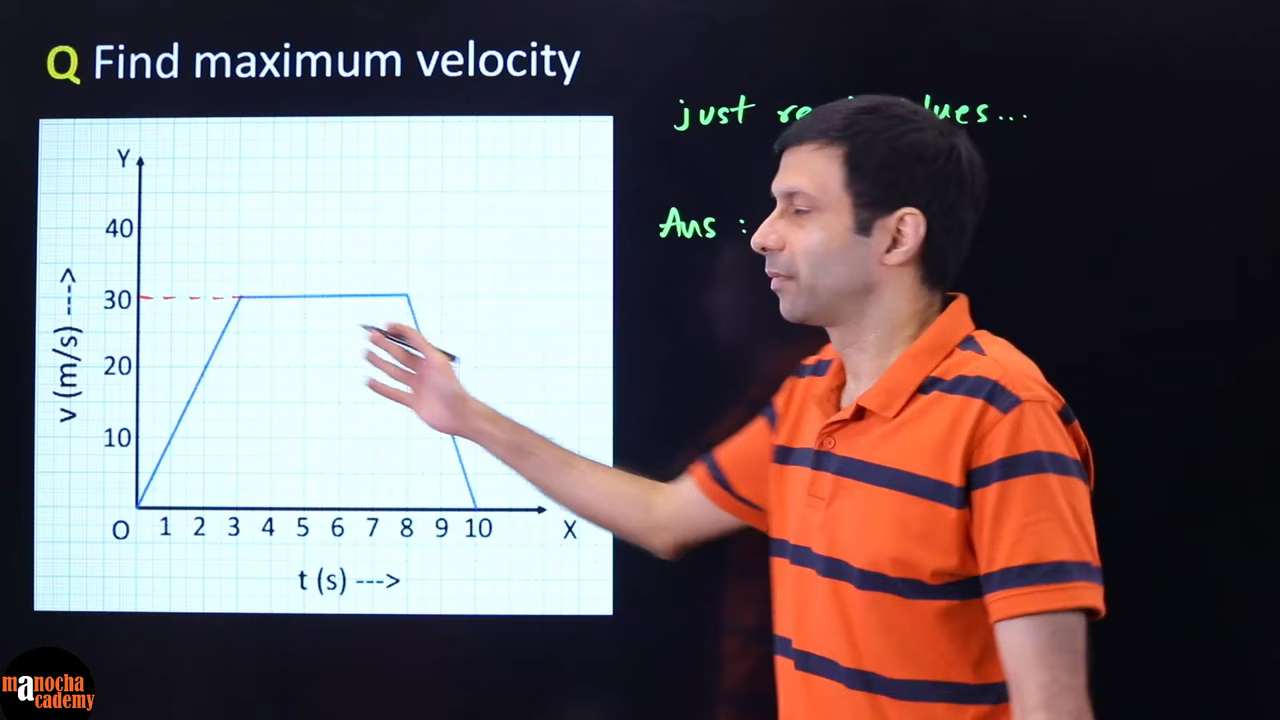 Q Find maximum velocity
just
Ans :
Y
40
30
20
10
v (m/s) --->
O 1 2 3 4 5 6 7 8 9 10 X
t (s) --->
manocha
academy